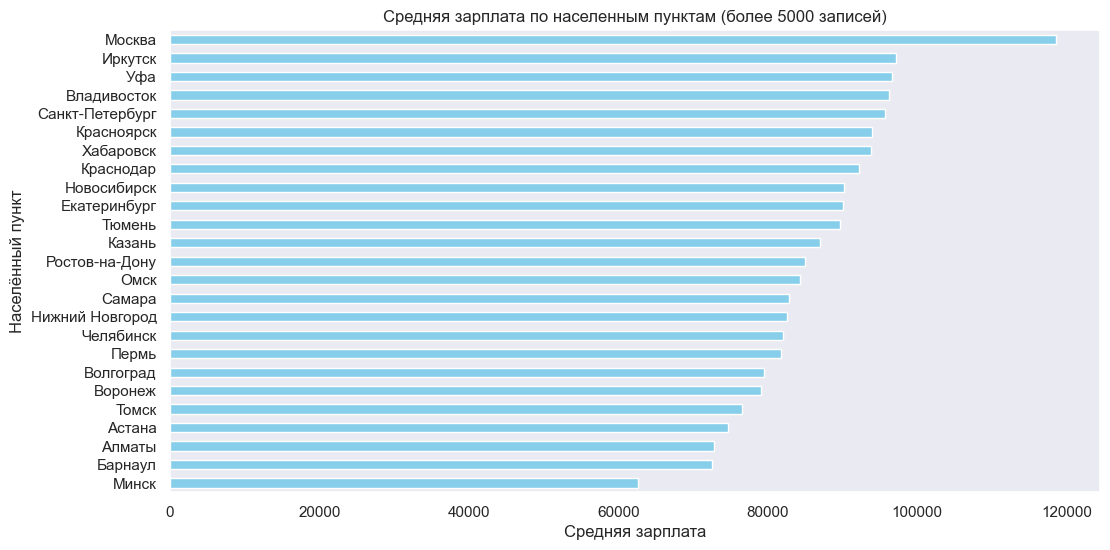 Средняя зарплата по населенным пунктам (более 5000 записей)
Населённый пункт
Москва
Иркутск
Уфа
Владивосток
Санкт-Петербург
Красноярск
Хабаровск
Краснодар
Новосибирск
Екатеринбург
Тюмень
Казань
Ростов-на-Дону
Омск
Самара
Нижний Новгород
Челябинск
Пермь
Волгоград
Воронеж
Томск
Астана
Алматы
Барнаул
Минск
0 20000 40000 60000 80000 100000 120000
Средняя зарплата